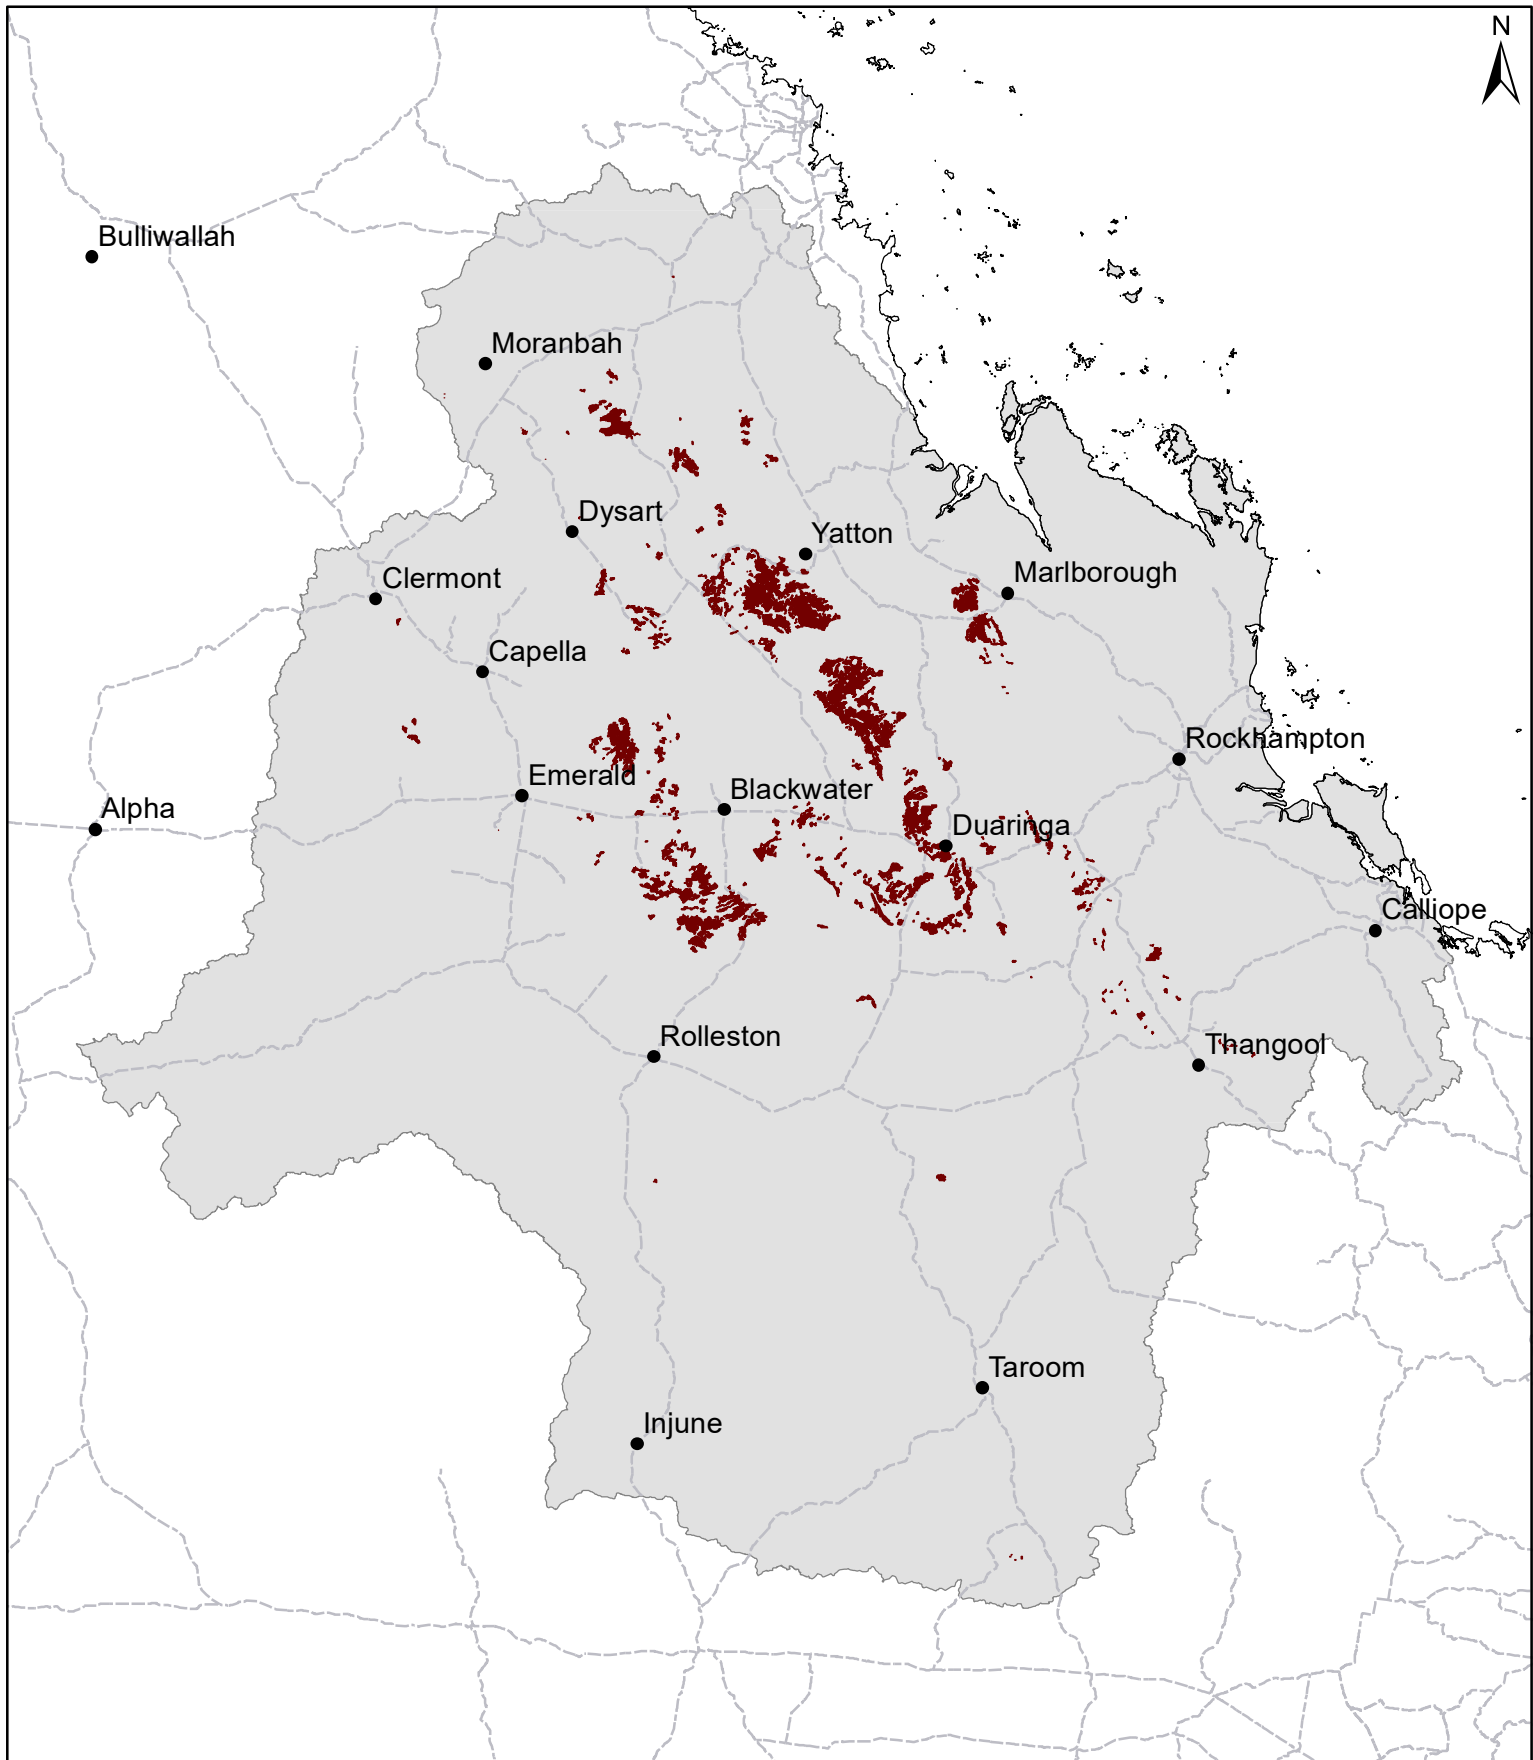 N
Bulliwallah
Moranbah
Dysart
Yatton
Clermont
Marlborough
Capella
Rockhampton
Emerald
Blackwater
Alpha
Duaringa
Calliope
Rolleston
Thangool
Taroom
Injune